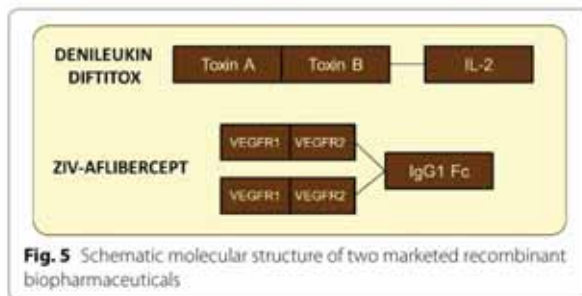 DENILEUKIN
DIFTITOX
Toxin A
Toxin B
IL-2
VEGFR1
VEGFR2
ZIV-AFLIBERCEPT
IgG1 Fc
VEGFR1
VEGFR2
Fig. 5 Schematic molecular structure of two marketed recombinant
biopharmaceuticals